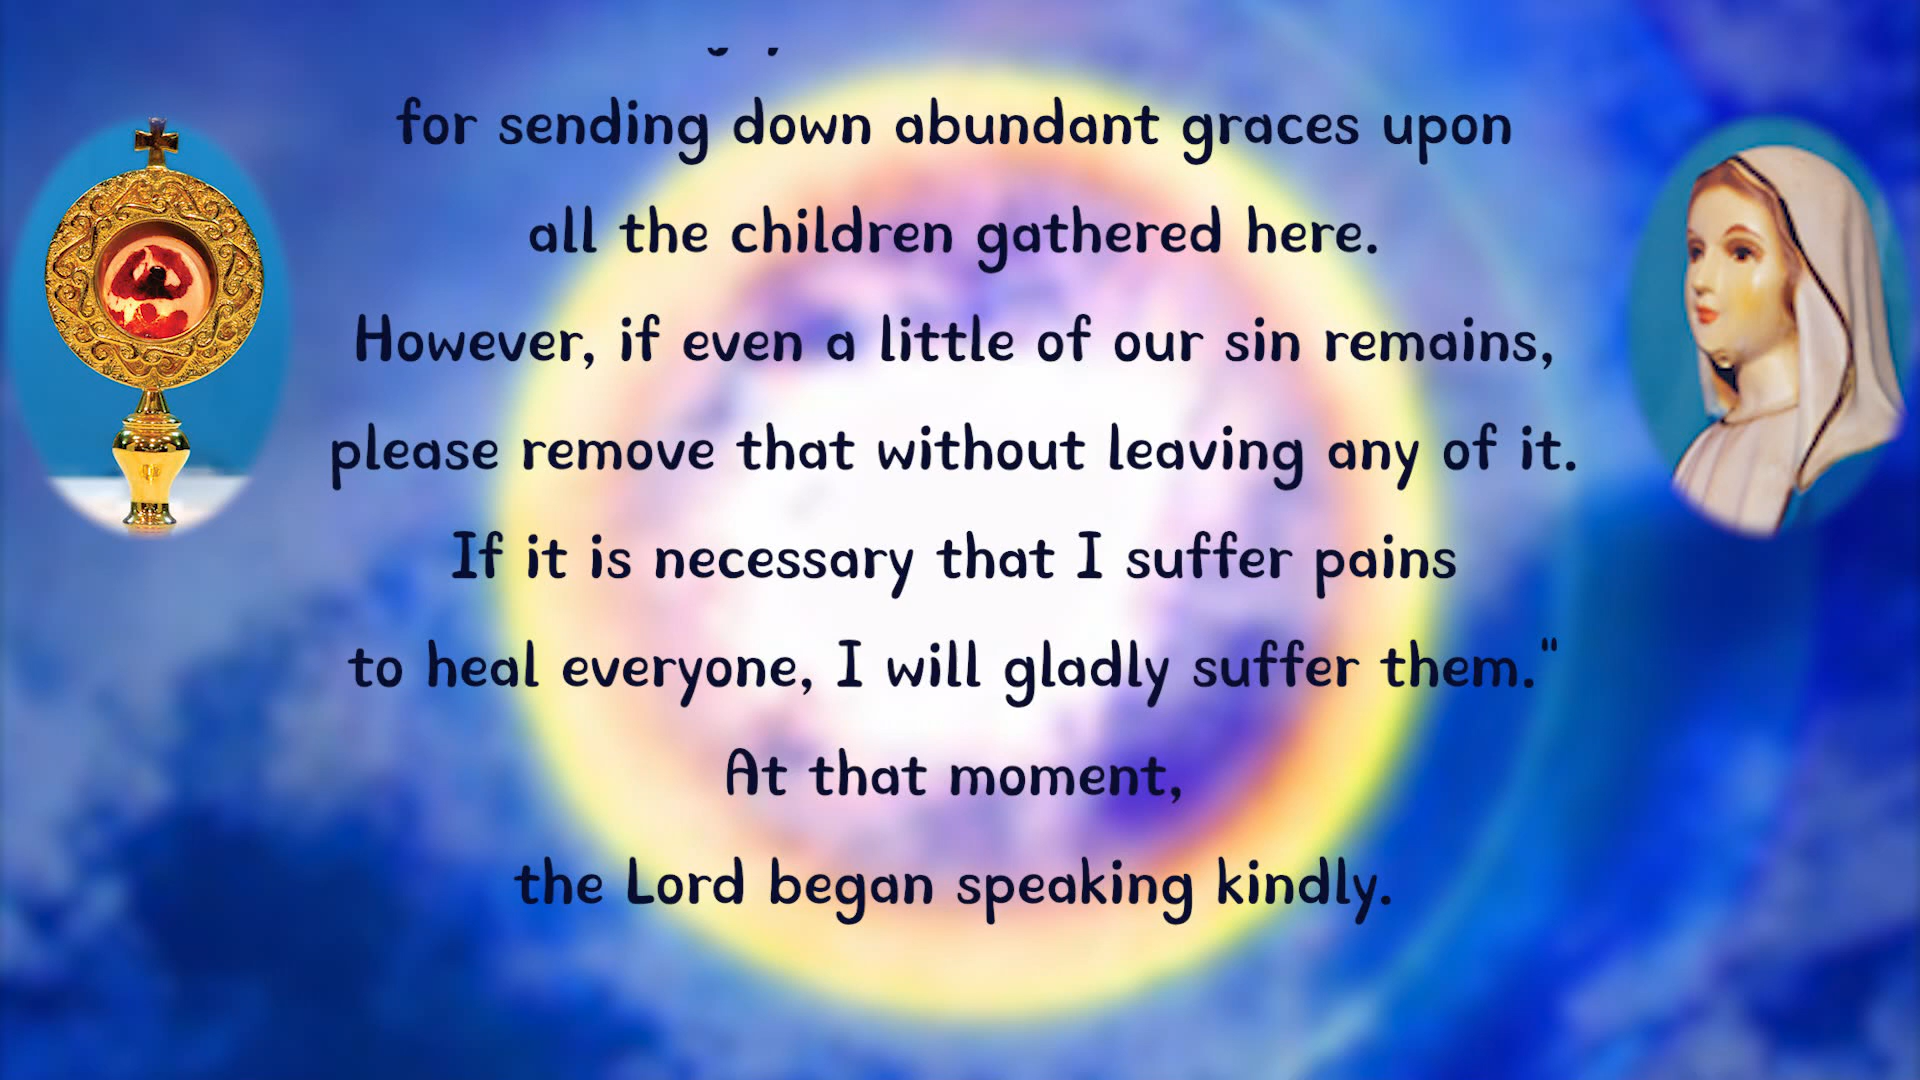 for sending down abundant graces upon
all the children gathered here.
However, if even a little of our sin remains,
please remove that without leaving any of it.
If it is necessary that I suffer pains
to heal everyone, I will gladly suffer them."
At that moment,
the Lord began speaking kindly.